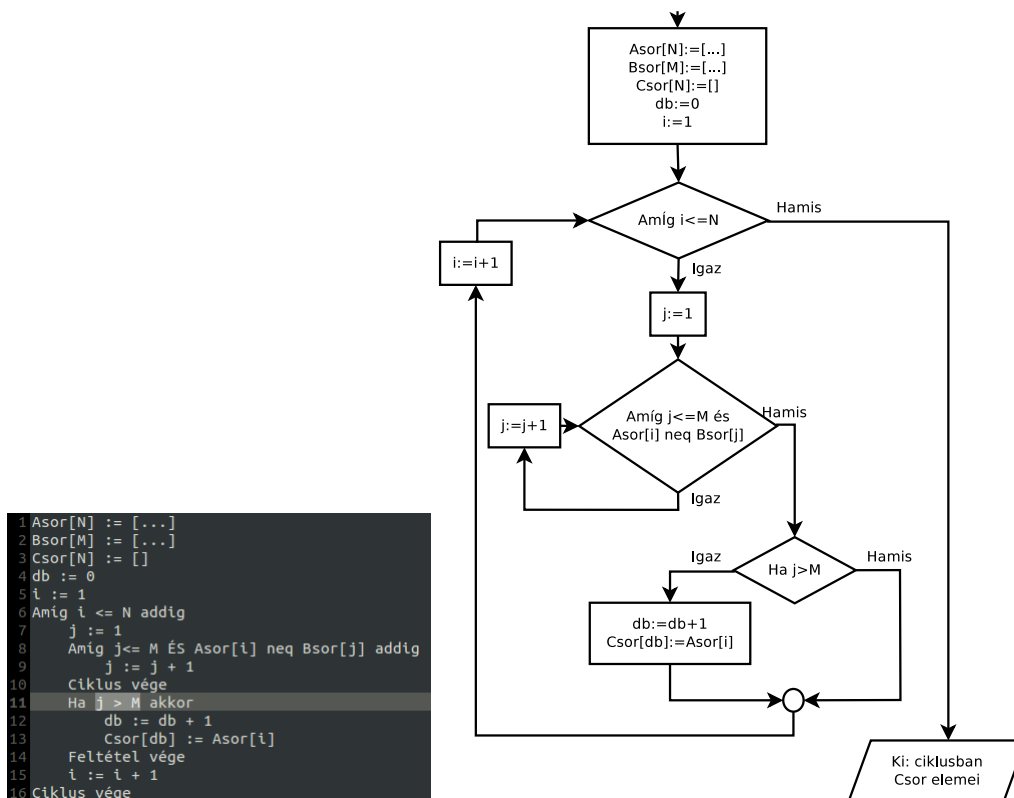 Asor[N]:=[...]
Bsor[M]:=[...]
Csor[N]:=[]
db:=0
i:=1
Amíg i<=N
Hamis
i:=i+1
Igaz
j:=1
Amíg j<=M és
Asor[i] neq Bsor[j]
Hamis
j:=j+1
Igaz
Ha j>M
Igaz
Hamis
db:=db+1
Csor[db]:=Asor[i]
Ki: ciklusban
Csor elemei
1 Asor[N] := [...]
2 Bsor[M] := [...]
3 Csor[N] := []
4 db := 0
5 i := 1
6 Amíg i <= N addig
7 j := 1
8 Amíg j<= M ÉS Asor[i] neq Bsor[j] addig
9 j := j + 1
10 Ciklus vége
11 Ha j > M akkor
12 db := db + 1
13 Csor[db] := Asor[i]
14 Feltétel vége
15 i := i + 1
16 Ciklus vége